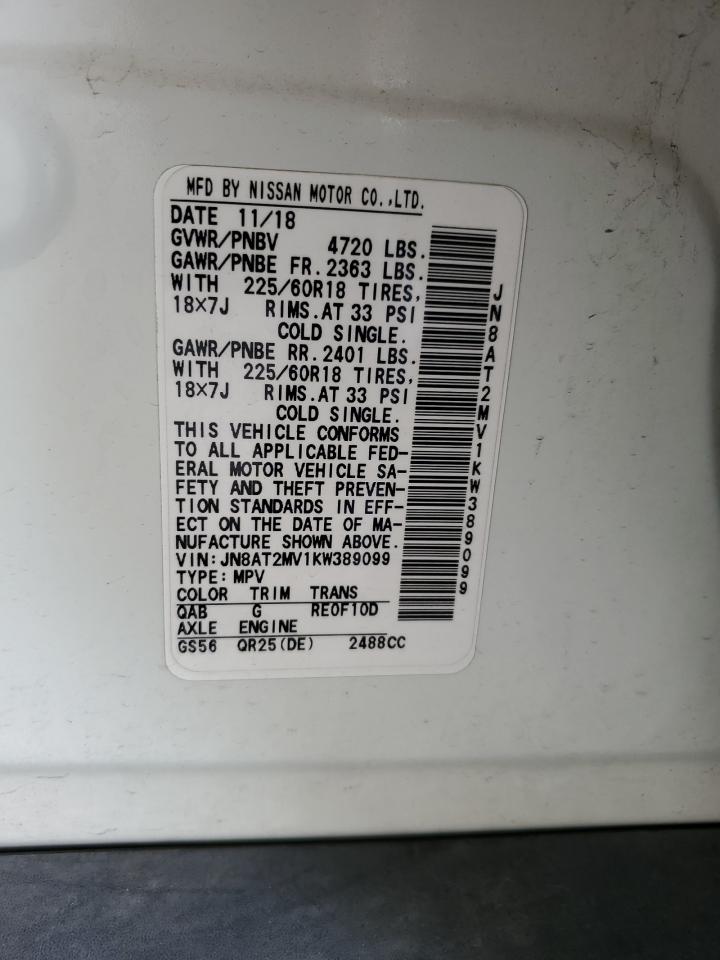 MFD BY NISSAN MOTOR CO.,LTD.
DATE 11/18
GVWR/PNBV 4720 LBS.
GAWR/PNBE FR. 2363 LBS.
WITH 225/60R18 TIRES,
18X7J RIMS.AT 33 PSI
COLD SINGLE.
GAWR/PNBE RR. 2401 LBS.
WITH 225/60R18 TIRES,
18X7J RIMS.AT 33 PSI
COLD SINGLE.
THIS VEHICLE CONFORMS
TO ALL APPLICABLE FED-
ERAL MOTOR VEHICLE SA-
FETY AND THEFT PREVEN-
TION STANDARDS IN EFF-
ECT ON THE DATE OF MA-
NUFACTURE SHOWN ABOVE.
VIN:JN8AT2MV1KW389099
TYPE:MPV
COLOR TRIM TRANS
QAB G RE0F10D
AXLE ENGINE
GS56 QR25(DE) 2488CC
JN8AT2MV1KW389099